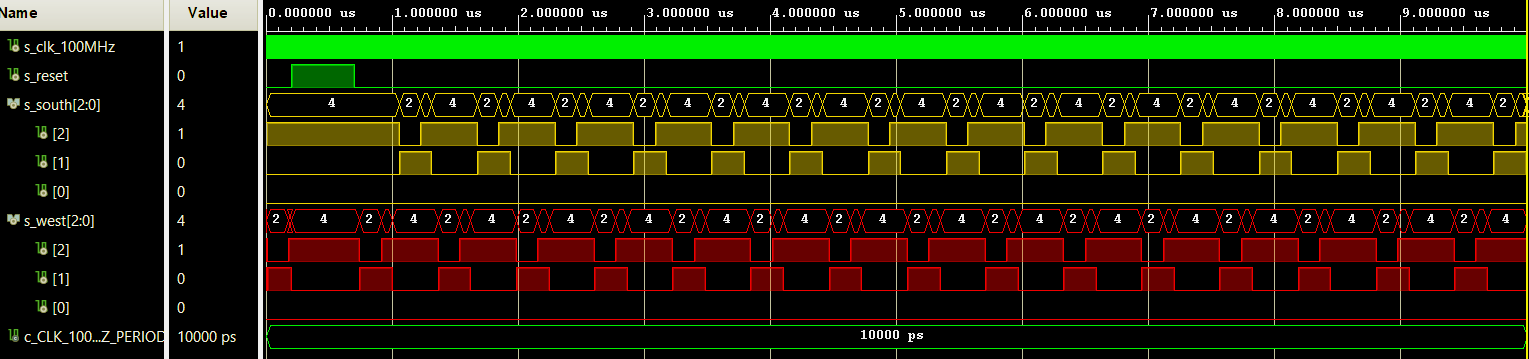 Name Value 0.000000 us 1.000000 us 2.000000 us 3.000000 us 4.000000 us 5.000000 us 6.000000 us 7.000000 us 8.000000 us 9.000000 us
s_clk_100MHz 1
s_reset 0
s_south[2:0] 4 4 2 4 2 4 2 4 2 4 2 4 2 4 2 4 2 4 2 4 2 4 2 4 2 4 2 4 2 4 2
[2] 1
[1] 0
[0] 0
s_west[2:0] 4 2 4 2 4 2 4 2 4 2 4 2 4 2 4 2 4 2 4 2 4 2 4 2 4 2 4 2 4 2 4 2 4
[2] 1
[1] 0
[0] 0
c_CLK_100...Z_PERIOD 10000 ps 10000 ps